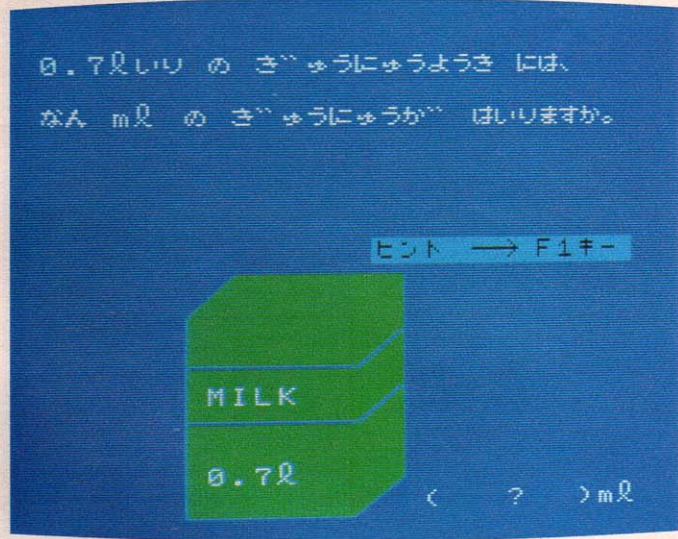 0.7ℓいり の ぎゅうにゅうようき には、
なん mℓ の ぎゅうにゅうが はいりますか。
ヒント ⟶ F1キー
MILK
0.7ℓ
( ? )mℓ